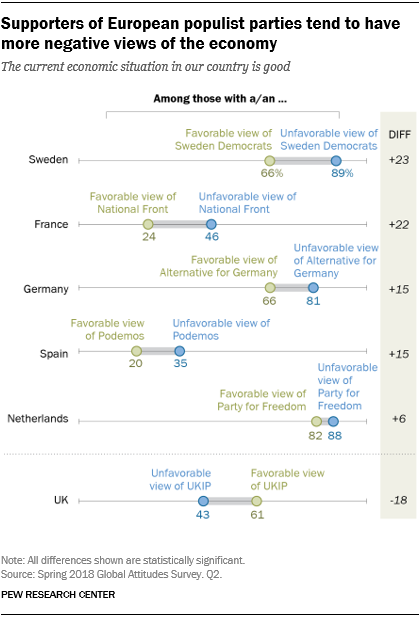 Supporters of European populist parties tend to have
more negative views of the economy
The current economic situation in our country is good
Among those with a/an ...
DIFF
Favorable view of
Sweden Democrats
Unfavorable view of
Sweden Democrats
Sweden
66%
89%
+23
Favorable view of
National Front
Unfavorable view of
National Front
France
24
46
+22
Favorable view of
Alternative for Germany
Unfavorable view
of Alternative for
Germany
Germany
66
81
+15
Favorable view
of Podemos
Unfavorable view of
Podemos
Spain
20
35
+15
Favorable view of
Party for Freedom
Unfavorable
view of
Party for
Freedom
Netherlands
82
88
+6
Unfavorable
view of UKIP
Favorable view
of UKIP
UK
43
61
-18
Note: All differences shown are statistically significant.
Source: Spring 2018 Global Attitudes Survey. Q2.
PEW RESEARCH CENTER